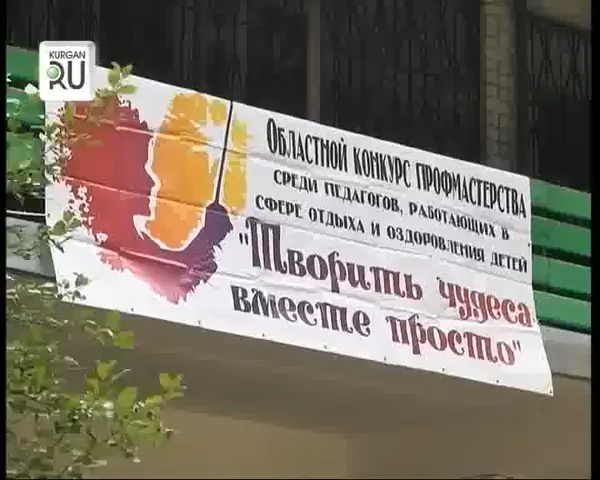 KURGAN
RU
ОБЛАСТНОЙ КОНКУРС ПРОФМАСТЕРСТВА
СРЕДИ ПЕДАГОГОВ, РАБОТАЮЩИХ В
СФЕРЕ ОТДЫХА И ОЗДОРОВЛЕНИЯ ДЕТЕЙ
"Творить чудеса
вместе просто"